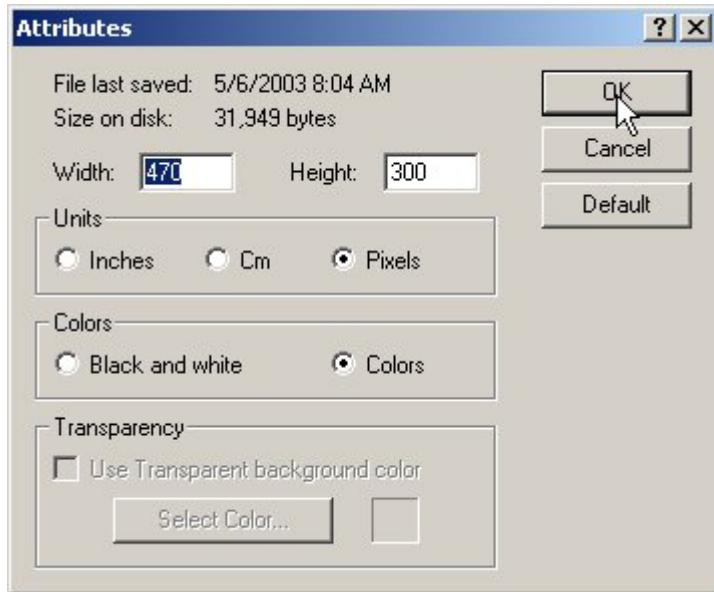 Attributes
File last saved: 5/6/2003 8:04 AM
Size on disk: 31,949 bytes
Width: 470 Height: 300
OK
Cancel
Default
Units
Inches Cm Pixels
Colors
Black and white Colors
Transparency
Use Transparent background color
Select Color...